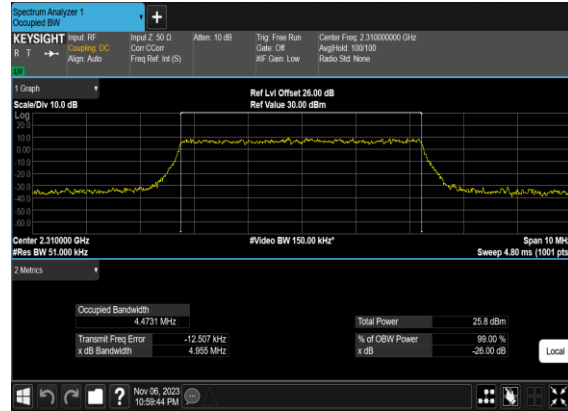 Spectrum Analyzer 1
Occupied BW
+
KEYSIGHT Input: RF Input Z: 50 Ω Atten: 10 dB Trig: Free Run Center Freq: 2.310000000 GHz
R T Coupling: DC Corr CCorr Gate: Off Avg|Hold: 100/100
Align: Auto Freq Ref: Int (S) #IF Gain: Low Radio Std: None
1 Graph
Ref Lvl Offset 26.00 dB
Scale/Div 10.0 dB Ref Value 30.00 dBm
Log
20.0
10.0
0.00
-10.0
-20.0
-30.0
-40.0
-50.0
-60.0
Center 2.310000 GHz #Video BW 150.00 kHz* Span 10 MHz
#Res BW 51.000 kHz Sweep 4.80 ms (1001 pts
2 Metrics
Occupied Bandwidth
4.4731 MHz Total Power 25.8 dBm
Transmit Freq Error -12.507 kHz % of OBW Power 99.00 %
x dB Bandwidth 4.955 MHz x dB -26.00 dB
Local
? Nov 06, 2023
10:59:44 PM